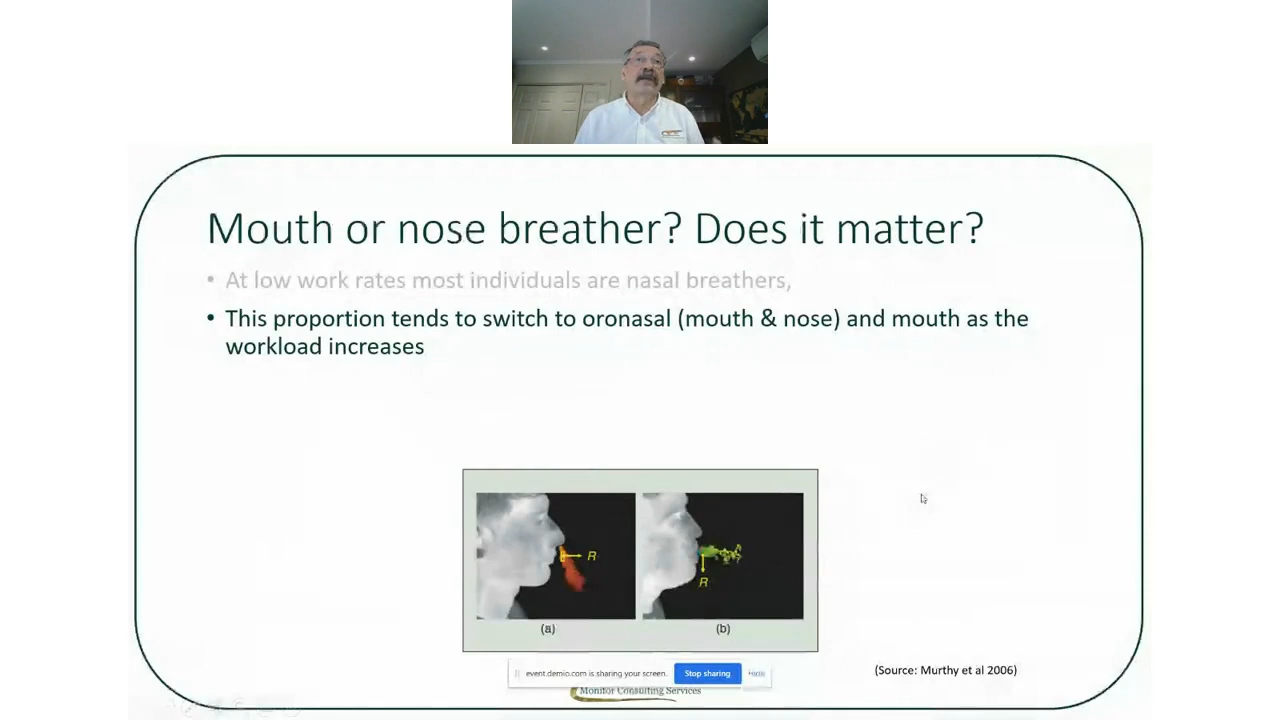 Mouth or nose breather? Does it matter?
• At low work rates most individuals are nasal breathers,
• This proportion tends to switch to oronasal (mouth & nose) and mouth as the
workload increases
R
R
(a)
(b)
(Source: Murthy et al 2006)
event.demio.com is sharing your screen.
Stop sharing
Hide
Monitor Consulting Services